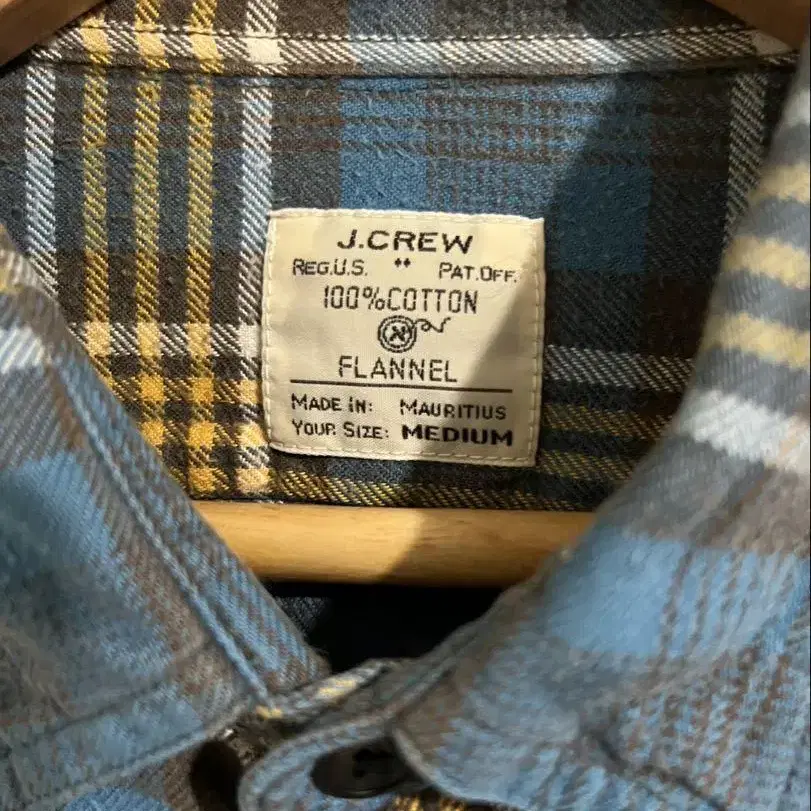 J.CREW
REG.U.S. PAT.OFF.
100%COTTON
FLANNEL
MADE IN: MAURITIUS
YOUR SIZE: MEDIUM